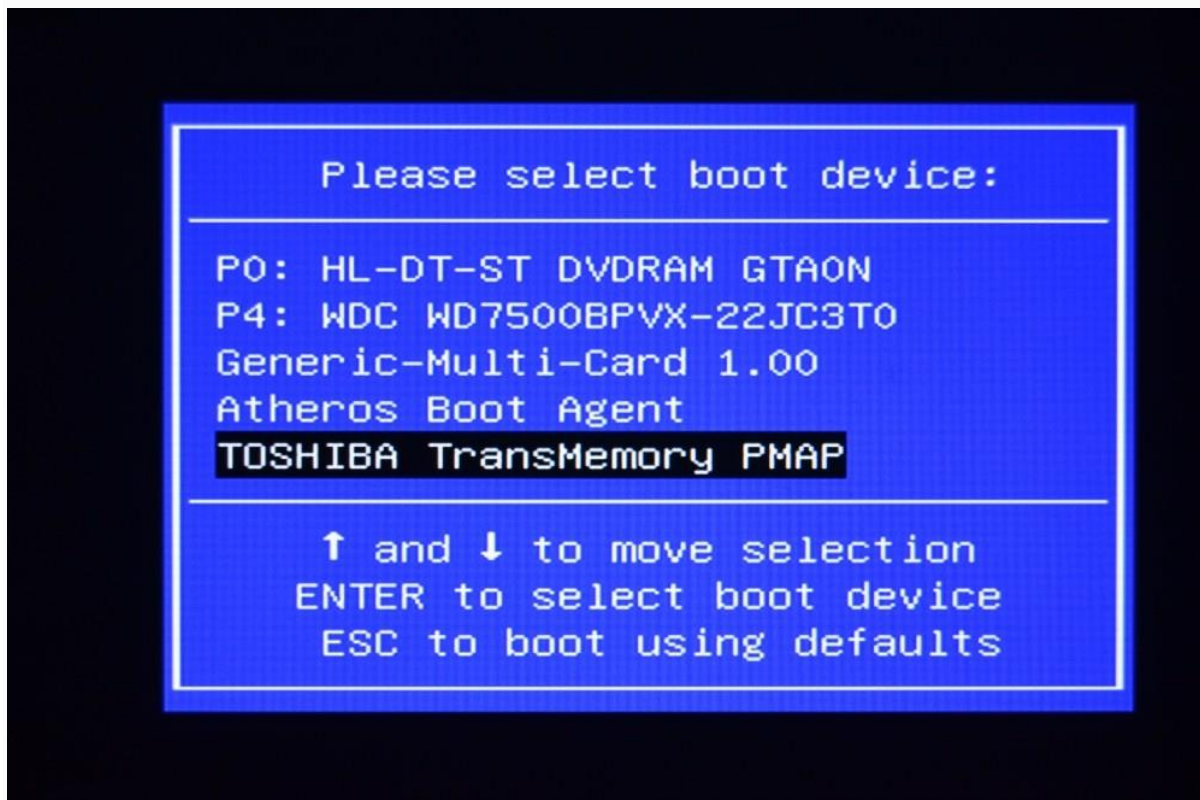 Please select boot device:
P0: HL-DT-ST DVDRAM GTA0N
P4: WDC WD7500BPVX-22JC3T0
Generic-Multi-Card 1.00
Atheros Boot Agent
TOSHIBA TransMemory PMAP
↑ and ↓ to move selection
ENTER to select boot device
ESC to boot using defaults